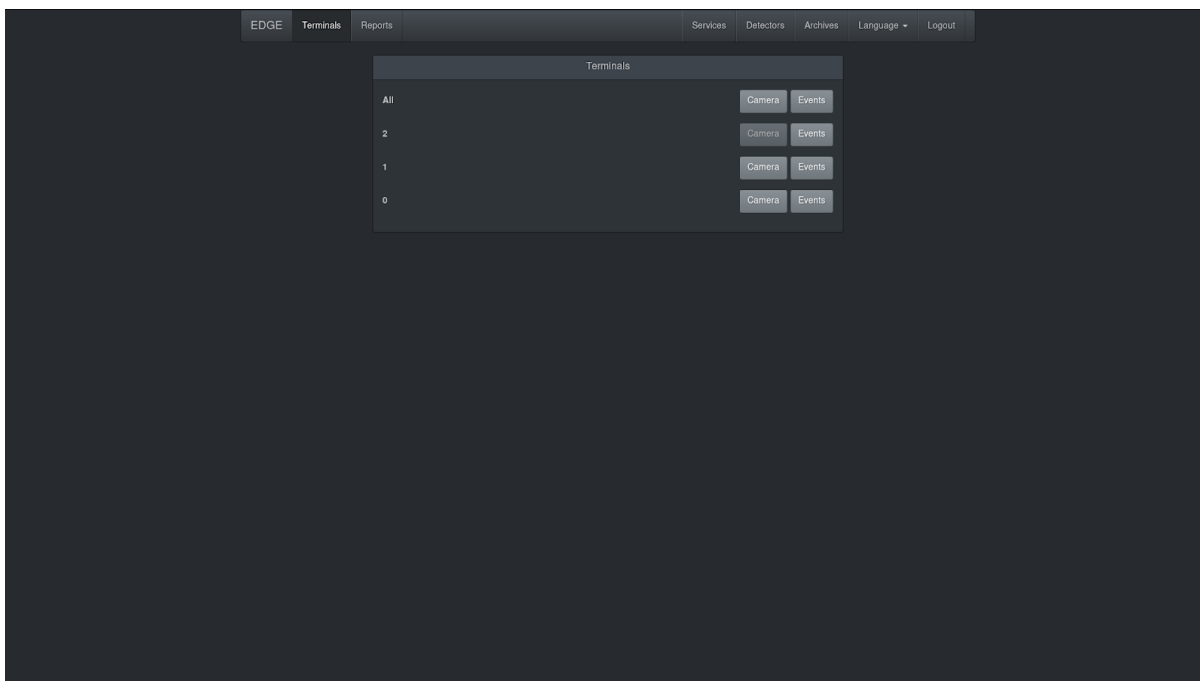 EDGE Terminals Reports Services Detectors Archives Language Logout
Terminals
All Camera Events
2 Camera Events
1 Camera Events
0 Camera Events